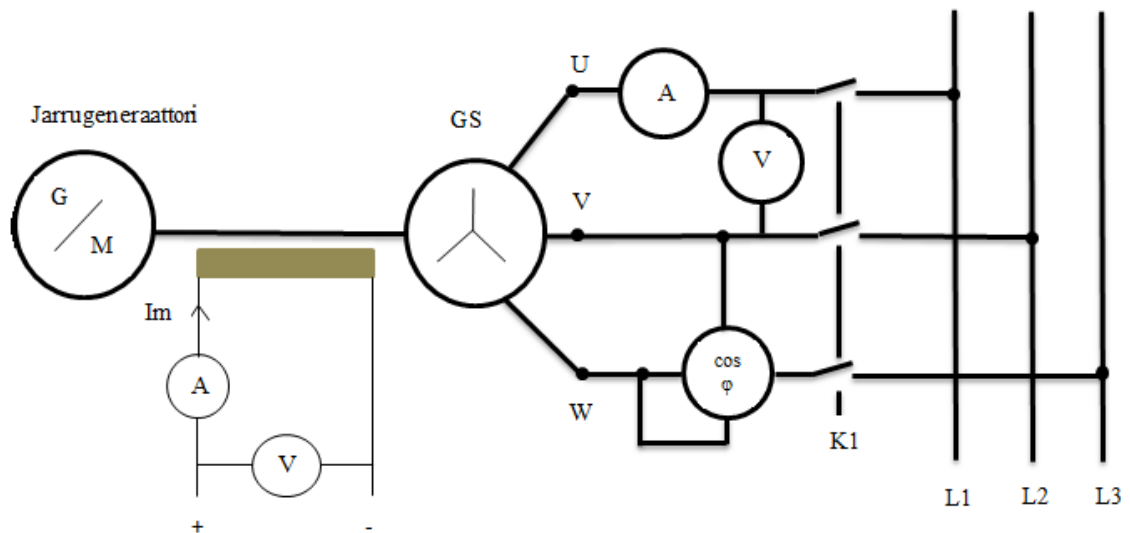 U
A
Jarrugeneraattori
GS
V
G
V
M
Im
cos
φ
A
W
K1
V
L1
L2
L3
+
-